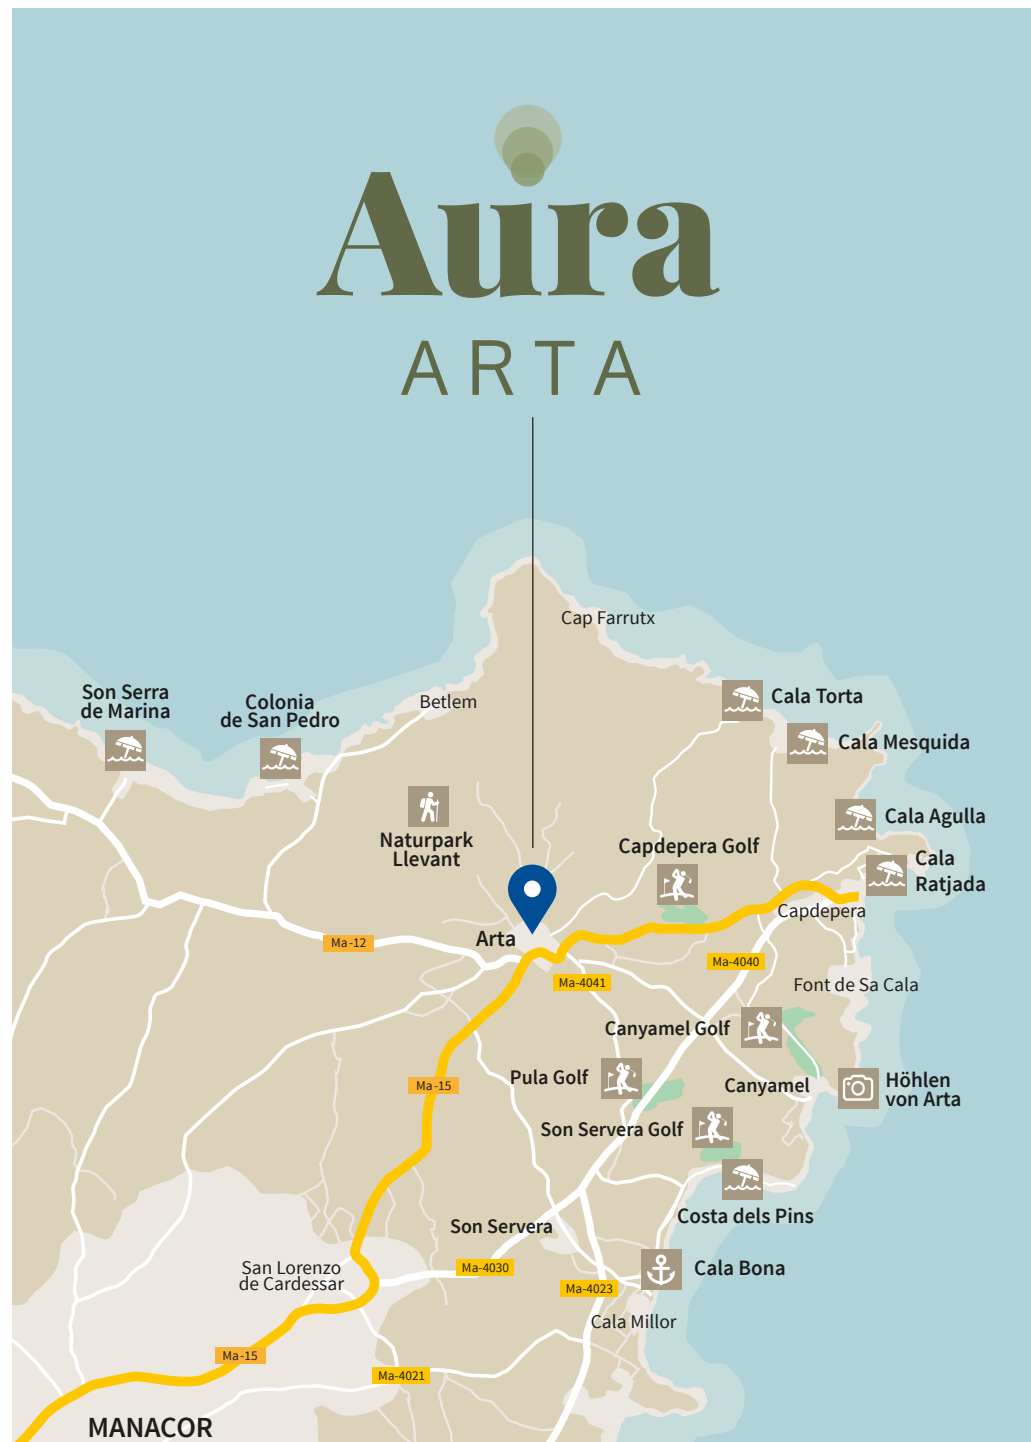 Aura
ARTA
Cap Farrutx
Son Serra
de Marina
Colonia
de San Pedro
Betlem
Cala Torta
Cala Mesquida
Naturpark
Llevant
Capdepera Golf
Cala Agulla
Cala
Ratjada
Capdepera
Arta
Ma-12
Ma-4041
Ma-4040
Font de Sa Cala
Canyamel Golf
Pula Golf
Ma-15
Canyamel
Höhlen
von Arta
Son Servera Golf
Costa dels Pins
Son Servera
San Lorenzo
de Cardessar
Ma-4030
Cala Bona
Ma-4023
Cala Millor
Ma-15
Ma-4021
MANACOR